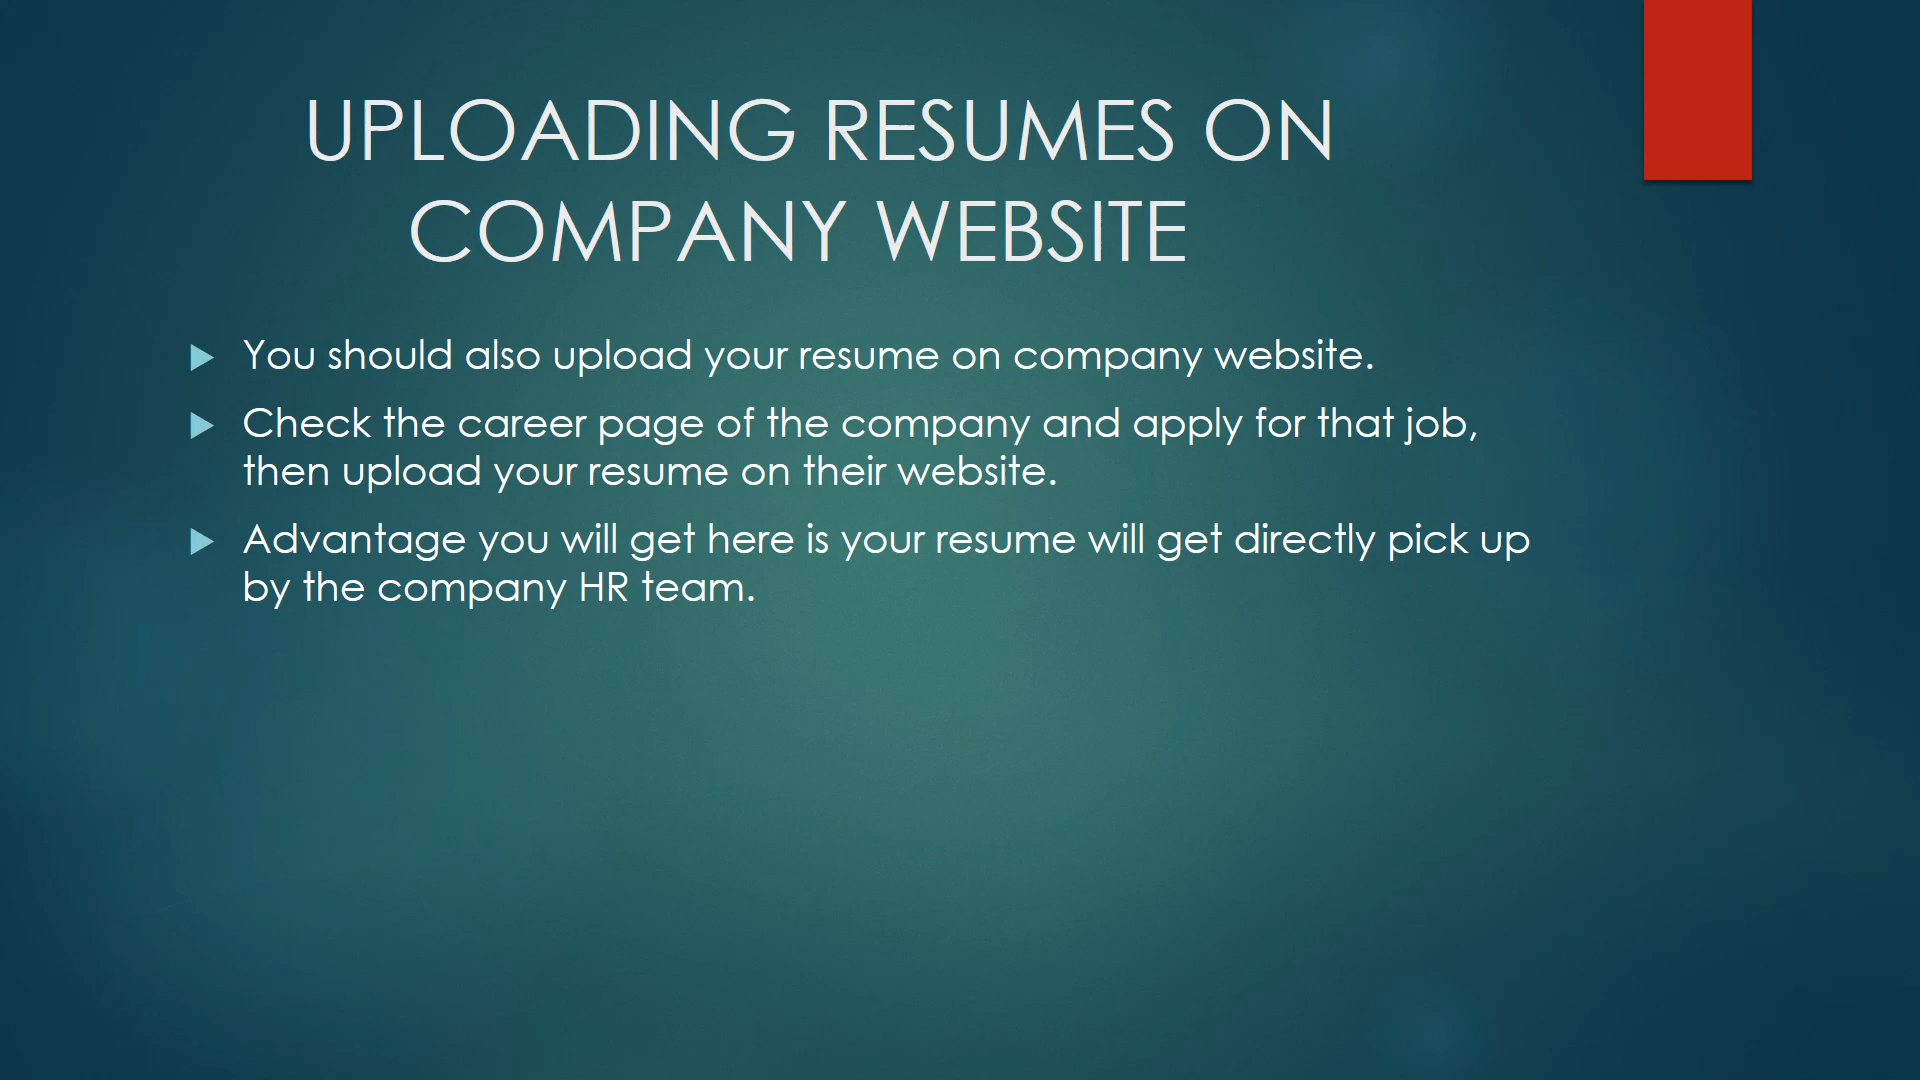 UPLOADING RESUMES ON
COMPANY WEBSITE
You should also upload your resume on company website.
Check the career page of the company and apply for that job,
then upload your resume on their website.
Advantage you will get here is your resume will get directly pick up
by the company HR team.